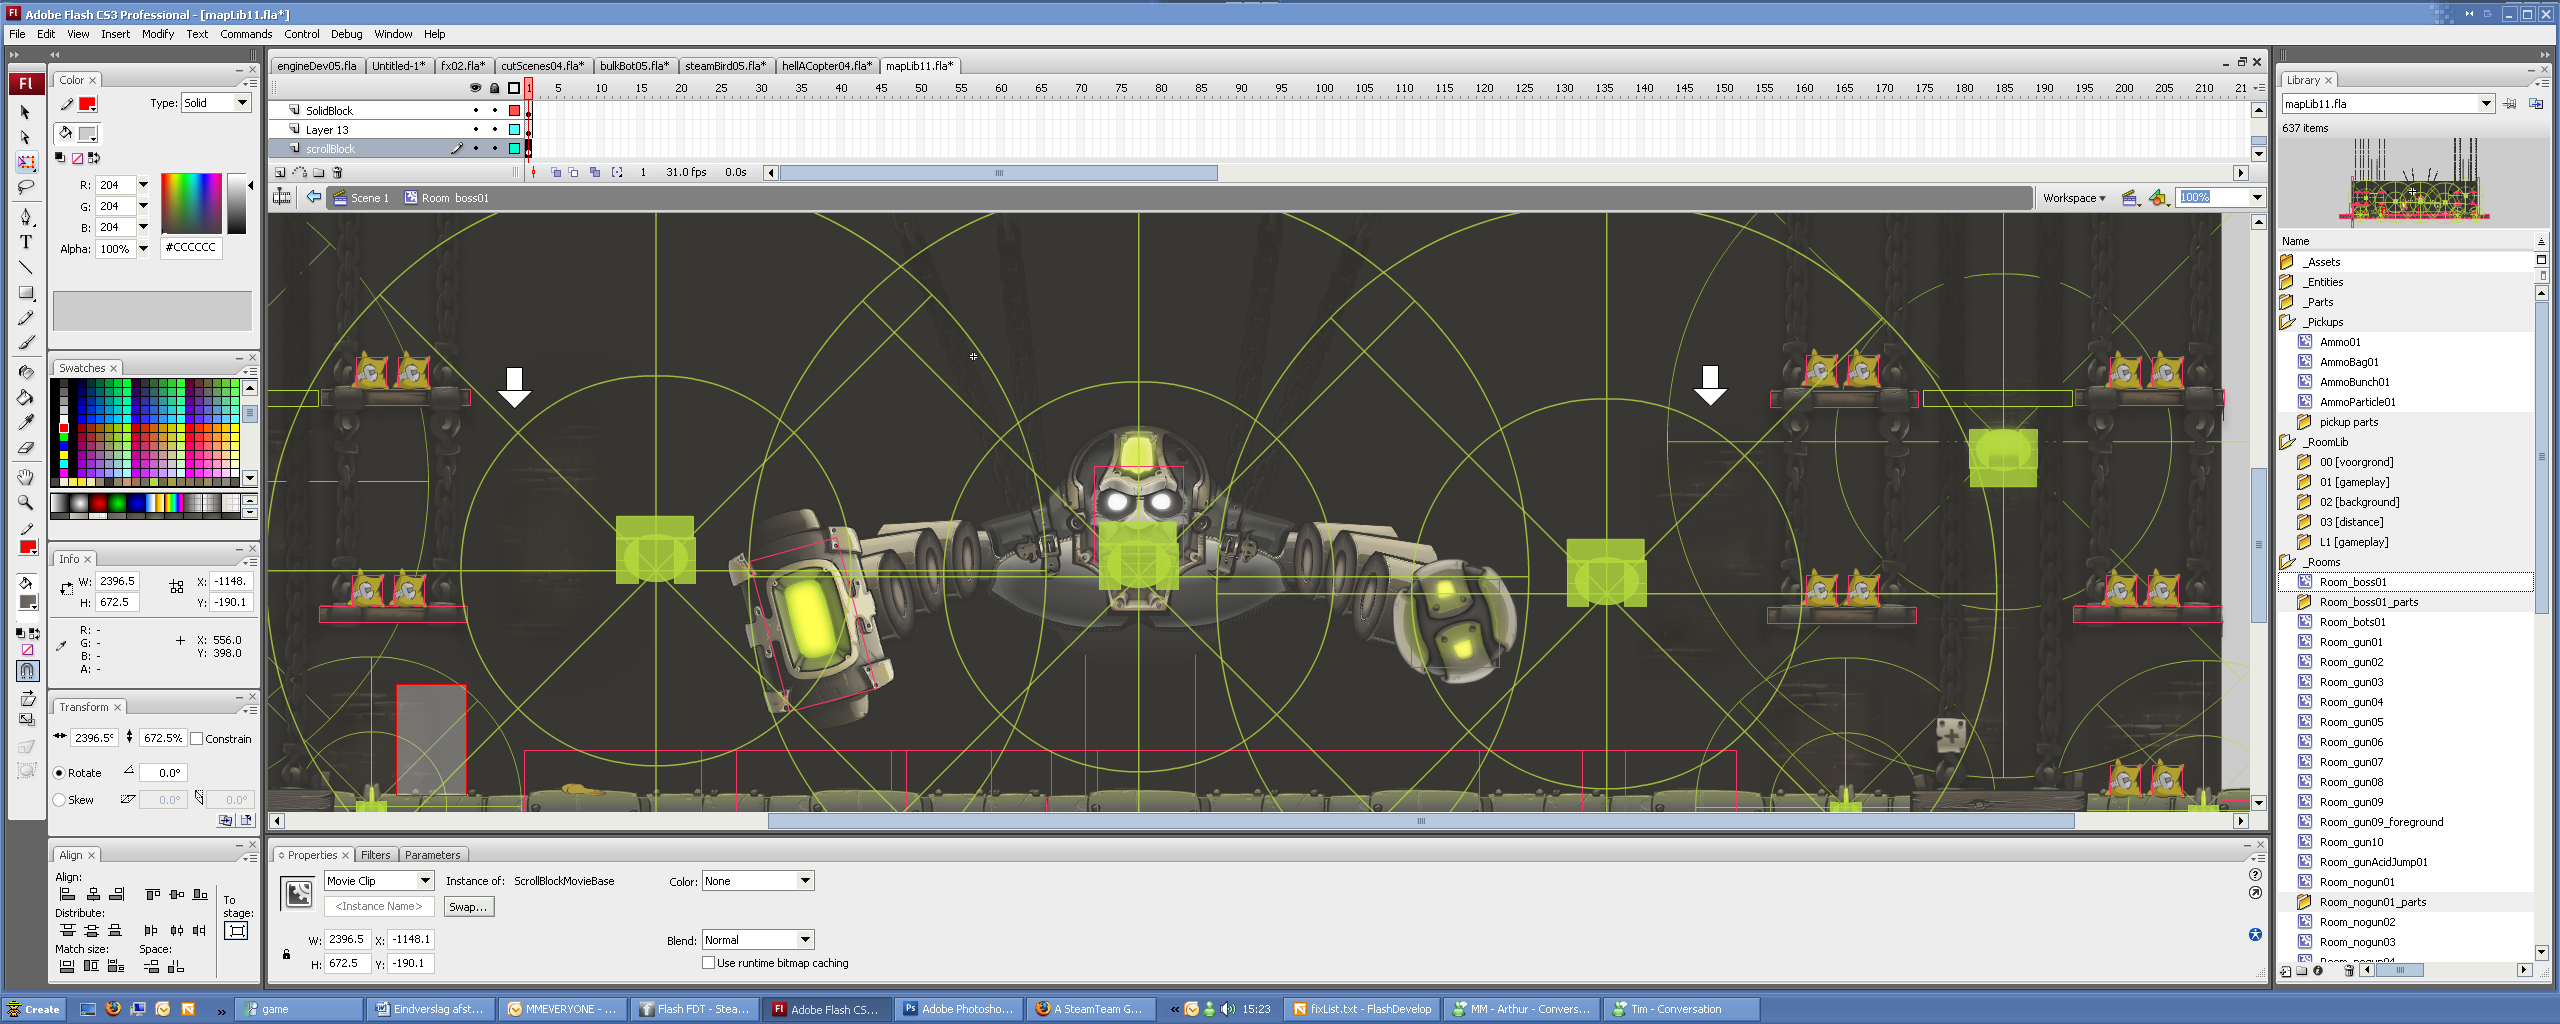 Adobe Flash CS3 Professional - [mapLib11.fla*]
File Edit View Insert Modify Text Commands Control Debug Window Help
Color
Type: Solid
R: 204
G: 204
B: 204
Alpha: 100%
#CCCCCC
Swatches
Info
W: 2396.5 X: -1148.
H: 672.5 Y: -190.1
R: -
G: -
B: -
A: -
X: 556.0
Y: 398.0
Transform
2396.5% 672.5% Constrain
Rotate 0.0°
Skew 0.0° 0.0°
Align
Align:
Distribute:
Match size: Space:
To stage:
engineDev05.fla Untitled-1* fx02.fla* cutScenes04.fla* bulkBot05.fla* steamBird05.fla* hellACopter04.fla* mapLib11.fla*
1 5 10 15 20 25 30 35 40 45 50 55 60 65 70 75 80 85 90 95 100 105 110 115 120 125 130 135 140 145 150 155 160 165 170 175 180 185 190 195 200 205 21
SolidBlock
Layer 13
scrollBlock
1 31.0 fps 0.0s
Scene 1 Room_boss01
Workspace 100%
Properties Filters Parameters
Movie Clip Instance of: ScrollBlockMovieBase Color: None
<Instance Name> Swap...
W: 2396.5 X: -1148.1 Blend: Normal
H: 672.5 Y: -190.1 Use runtime bitmap caching
Library
mapLib11.fla
637 items
Name
_Assets
_Entities
_Parts
_Pickups
Ammo01
AmmoBag01
AmmoBunch01
AmmoParticle01
pickup parts
_RoomLib
00 [voorgrond]
01 [gameplay]
02 [background]
03 [distance]
L1 [gameplay]
_Rooms
Room_boss01
Room_boss01_parts
Room_bots01
Room_gun01
Room_gun02
Room_gun03
Room_gun04
Room_gun05
Room_gun06
Room_gun07
Room_gun08
Room_gun09
Room_gun09_foreground
Room_gun10
Room_gunAcidJump01
Room_nogun01
Room_nogun01_parts
Room_nogun02
Room_nogun03
Create » game Eindverslag afst... MMEVERYONE - ... Flash FDT - Stea... Adobe Flash CS... Adobe Photosho... A SteamTeam G... « 15:23 fixList.txt - FlashDevelop MM - Arthur - Convers... Tim - Conversation